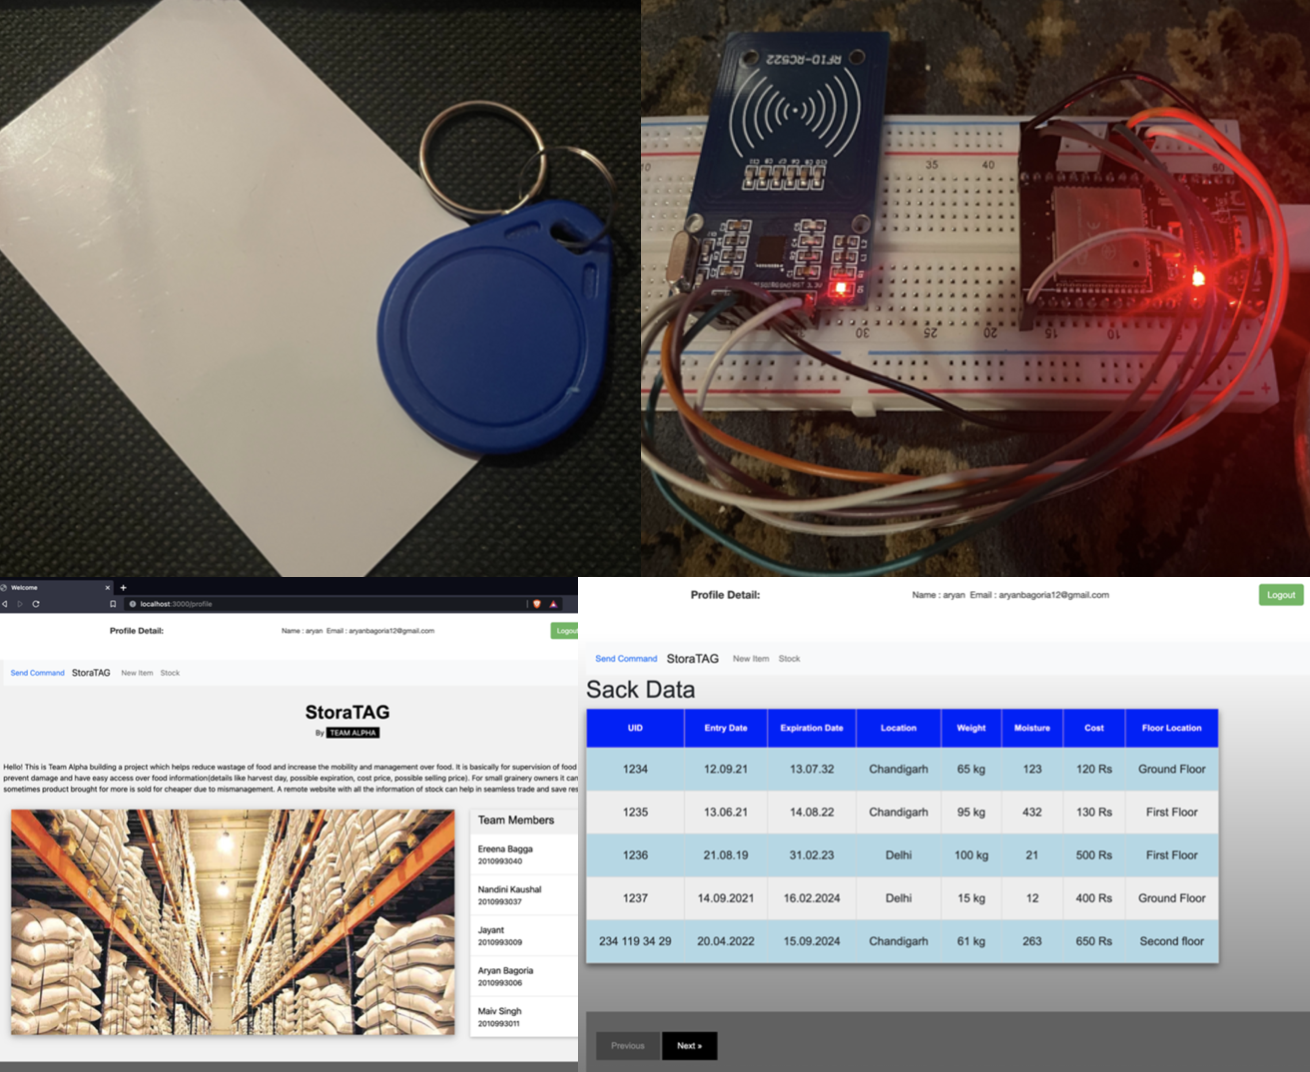 RFID-RC522
35 40 60
30 25 20 15 10
Welcome
localhost:3000/profile
Profile Detail: Name : aryan Email : aryanbagoria12@gmail.com Logout
Send Command StoraTAG New Item Stock
StoraTAG
By TEAM ALPHA
Hello! This is Team Alpha building a project which helps reduce wastage of food and increase the mobility and management over food. It is basically for supervision of food
prevent damage and have easy access over food information(details like harvest day, possible expiration, cost price, possible selling price). For small grainery owners it can
sometimes product brought for more is sold for cheaper due to mismanagement. A remote website with all the information of stock can help in seamless trade and save res
Team Members
Ereena Bagga
2010993040
Nandini Kaushal
2010993037
Jayant
2010993009
Aryan Bagoria
2010993006
Maiv Singh
2010993011
Profile Detail: Name : aryan Email : aryanbagoria12@gmail.com Logout
Send Command StoraTAG New Item Stock
Sack Data
UID Entry Date Expiration Date Location Weight Moisture Cost Floor Location
1234 12.09.21 13.07.32 Chandigarh 65 kg 123 120 Rs Ground Floor
1235 13.06.21 14.08.22 Chandigarh 95 kg 432 130 Rs First Floor
1236 21.08.19 31.02.23 Delhi 100 kg 21 500 Rs First Floor
1237 14.09.2021 16.02.2024 Delhi 15 kg 12 400 Rs Ground Floor
234 119 34 29 20.04.2022 15.09.2024 Chandigarh 61 kg 263 650 Rs Second floor
Previous Next »